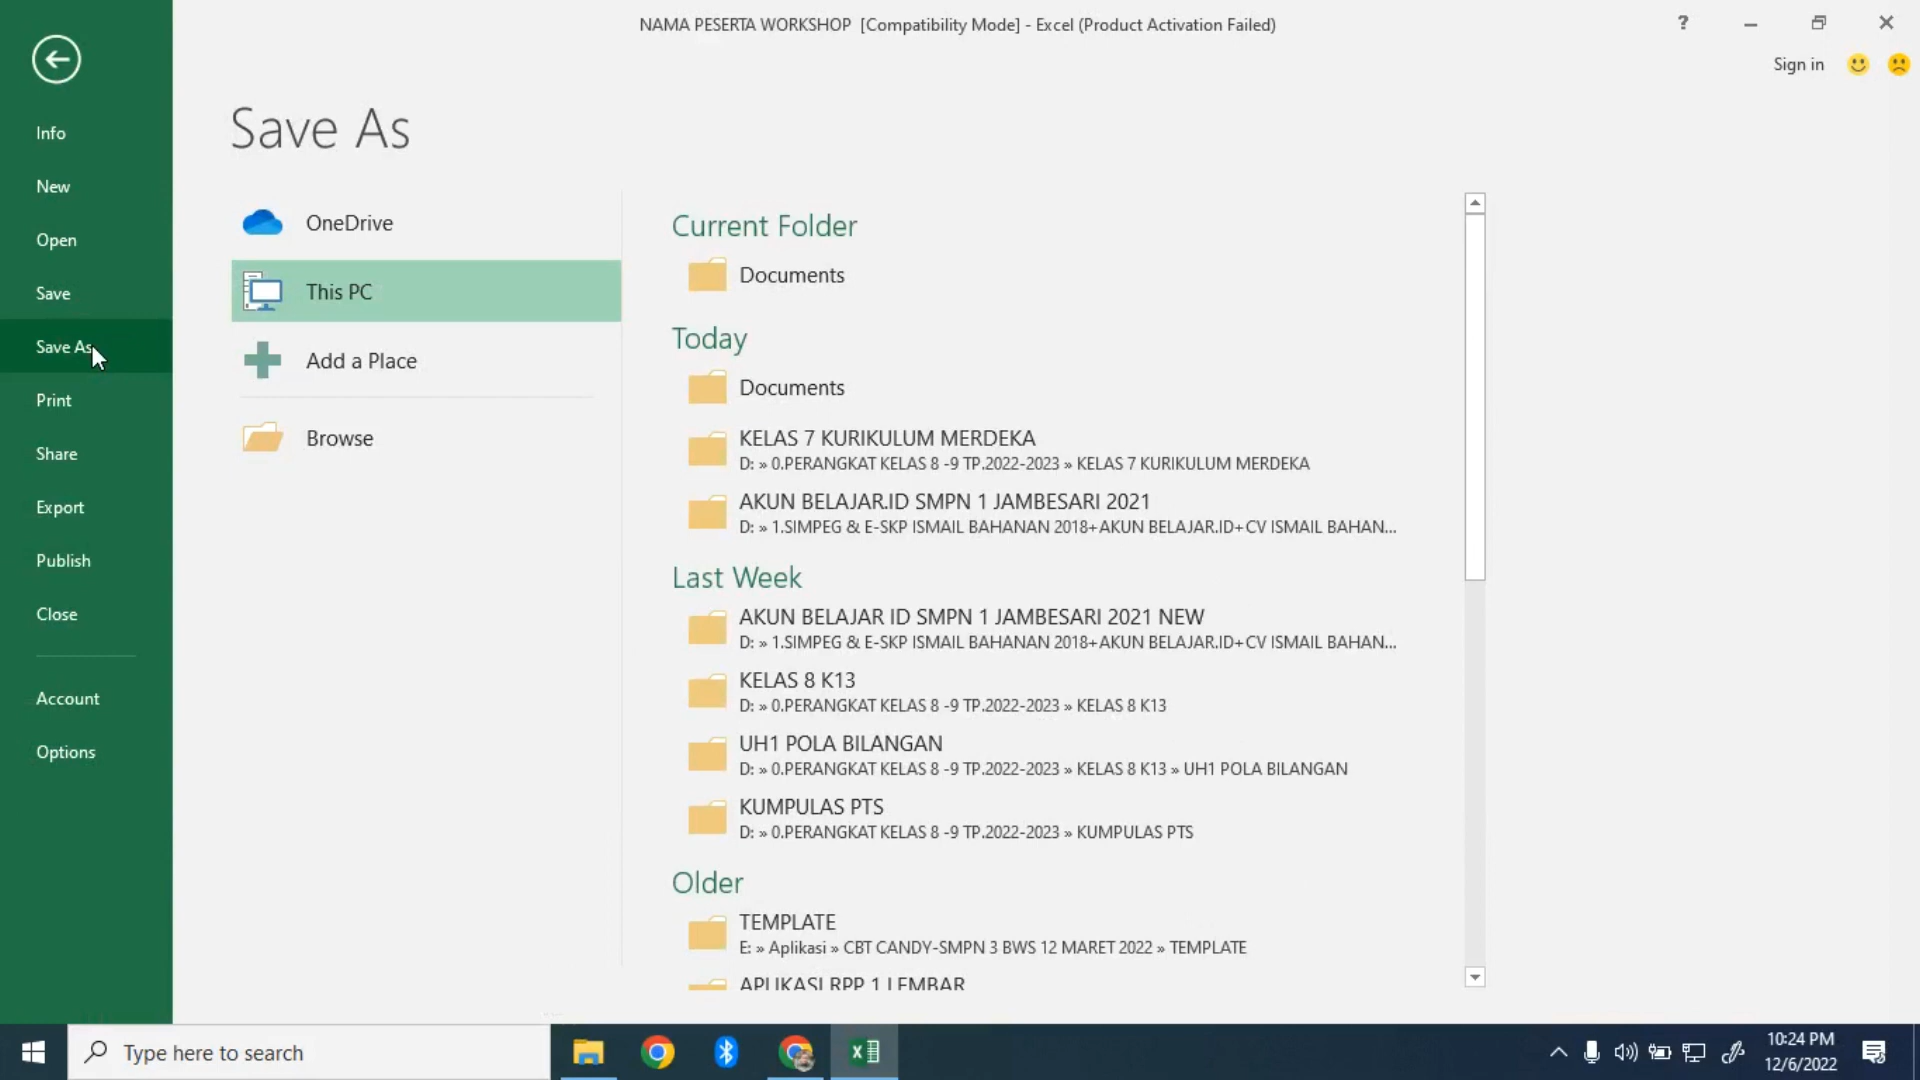 NAMA PESERTA WORKSHOP [Compatibility Mode] - Excel (Product Activation Failed)
?
Sign in
Info
New
Open
Save
Save As
Print
Share
Export
Publish
Close
Account
Options
Save As
OneDrive
This PC
Add a Place
Browse
Current Folder
Documents
Today
Documents
KELAS 7 KURIKULUM MERDEKA
D: » 0.PERANGKAT KELAS 8 -9 TP.2022-2023 » KELAS 7 KURIKULUM MERDEKA
AKUN BELAJAR.ID SMPN 1 JAMBESARI 2021
D: » 1.SIMPEG & E-SKP ISMAIL BAHANAN 2018+AKUN BELAJAR.ID+CV ISMAIL BAHAN...
Last Week
AKUN BELAJAR ID SMPN 1 JAMBESARI 2021 NEW
D: » 1.SIMPEG & E-SKP ISMAIL BAHANAN 2018+AKUN BELAJAR.ID+CV ISMAIL BAHAN...
KELAS 8 K13
D: » 0.PERANGKAT KELAS 8 -9 TP.2022-2023 » KELAS 8 K13
UH1 POLA BILANGAN
D: » 0.PERANGKAT KELAS 8 -9 TP.2022-2023 » KELAS 8 K13 » UH1 POLA BILANGAN
KUMPULAS PTS
D: » 0.PERANGKAT KELAS 8 -9 TP.2022-2023 » KUMPULAS PTS
Older
TEMPLATE
E: » Aplikasi » CBT CANDY-SMPN 3 BWS 12 MARET 2022 » TEMPLATE
APLIKASI RPP 1 LEMBAR
Type here to search
10:24 PM
12/6/2022